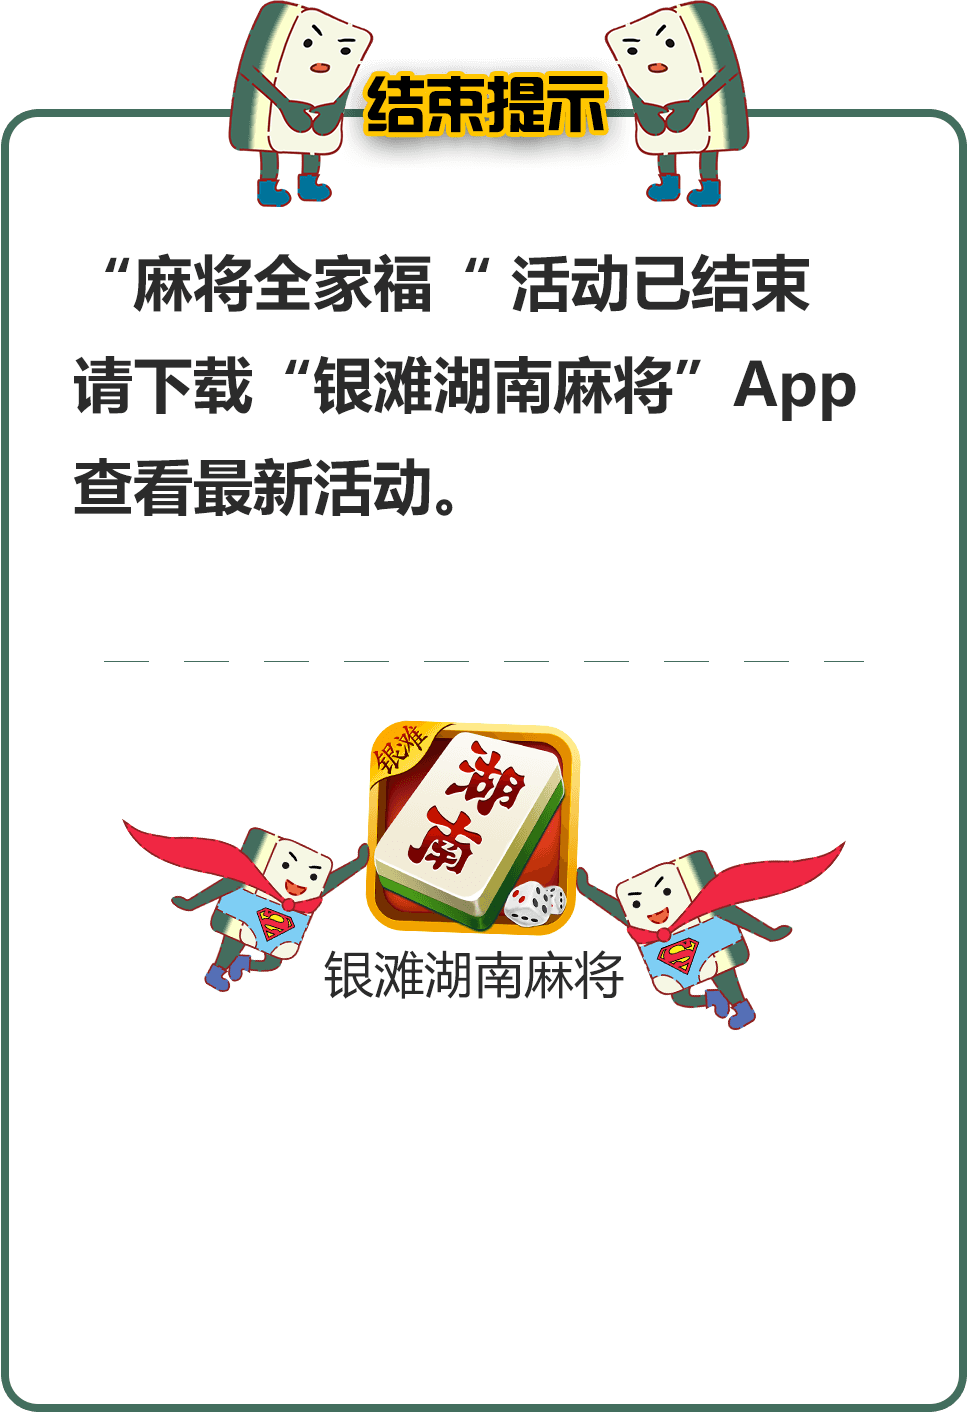 结束提示
“麻将全家福“ 活动已结束
请下载“银滩湖南麻将”App
查看最新活动。
银滩
湖南
银滩湖南麻将